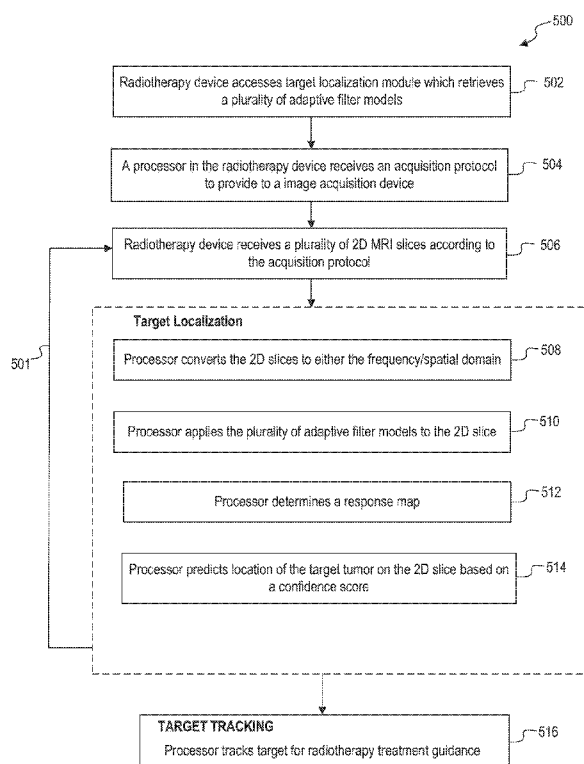 500
Radiotherapy device accesses target localization module which retrieves
a plurality of adaptive filter models
502
A processor in the radiotherapy device receives an acquisition protocol
to provide to a image acquisition device
504
Radiotherapy device receives a plurality of 2D MRI slices according to
the acquisition protocol
506
501
Target Localization
Processor converts the 2D slices to either the frequency/spatial domain
508
Processor applies the plurality of adaptive filter models to the 2D slice
510
Processor determines a response map
512
Processor predicts location of the target tumor on the 2D slice based on
a confidence score
514
TARGET TRACKING
Processor tracks target for radiotherapy treatment guidance
516